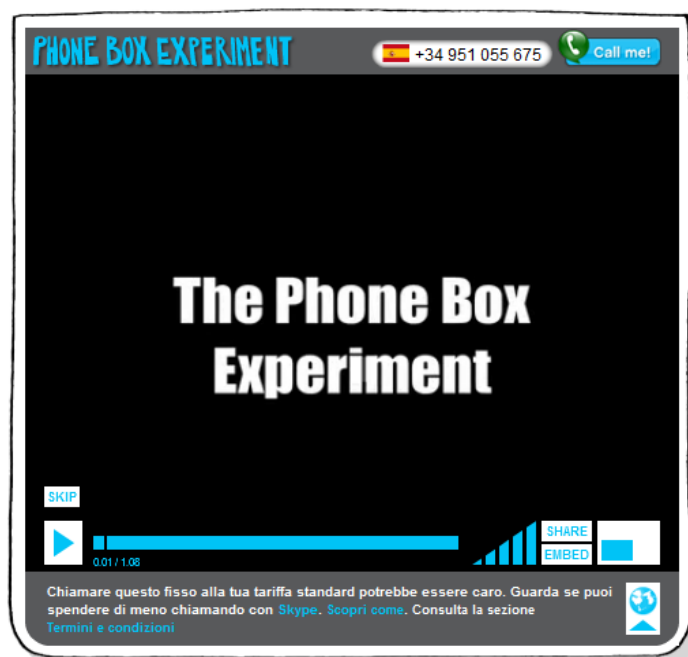 PHONE BOX EXPERIMENT
+34 951 055 675
Call me!
The Phone Box
Experiment
SKIP
SHARE
EMBED
0.01 / 1.08
Chiamare questo fisso alla tua tariffa standard potrebbe essere caro. Guarda se puoi
spendere di meno chiamando con Skype. Scopri come. Consulta la sezione
Termini e condizioni